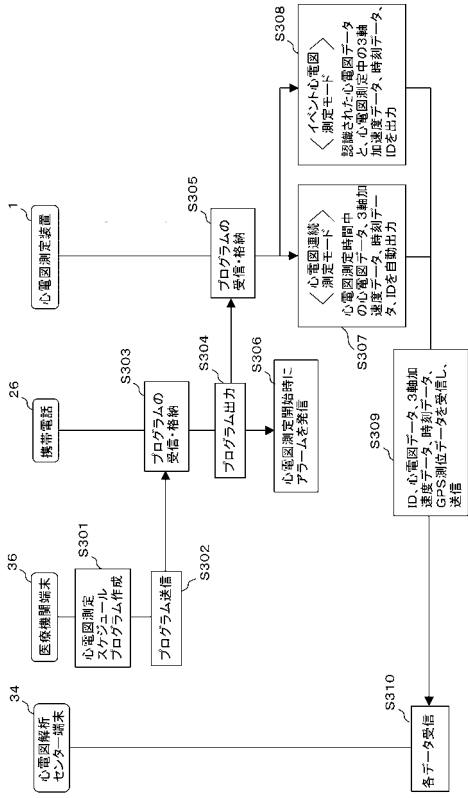 34
心電図解析
センター端末
36
医療機関端末
26
携帯電話
1
心電図測定装置
S301
心電図測定
スケジュール
プログラム作成
S302
プログラム送信
S303
プログラムの
受信・格納
S304
プログラム出力
S305
プログラムの
受信・格納
S306
心電図測定開始時に
アラームを発信
S307
〈心電図連続
測定モード〉
心電図測定時間中
の心電図データ、3軸加
速度データ、時刻デー
タ、IDを自動出力
S308
〈イベント心電図
測定モード〉
認識された心電図データ
と、心電図測定中の3軸
加速度データ、時刻データ、
IDを出力
S309
ID、心電図データ、3軸加
速度データ、時刻データ、
GPS測位データを受信し、
送信
S310
各データ受信